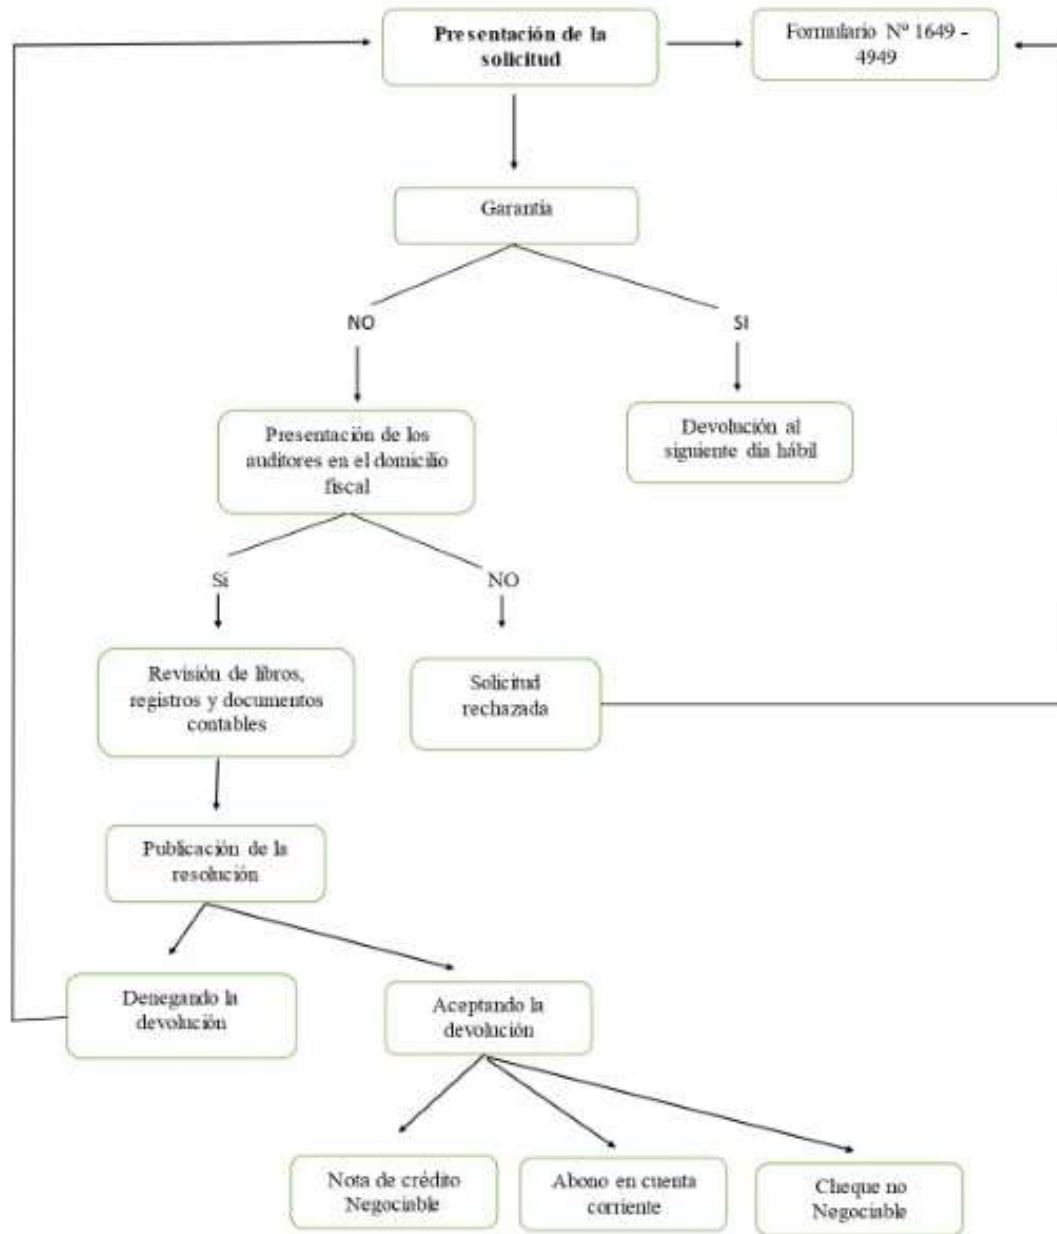 Presentación de la
solicitud
Formulario Nº 1649 -
4949
Garantía
NO
SI
Presentación de los
auditores en el domicilio
fiscal
Devolución al
siguiente día hábil
Si
NO
Revisión de libros,
registros y documentos
contables
Solicitud
rechazada
Publicación de la
resolución
Denegando la
devolución
Aceptando la
devolución
Nota de crédito
Negociable
Abono en cuenta
corriente
Cheque no
Negociable